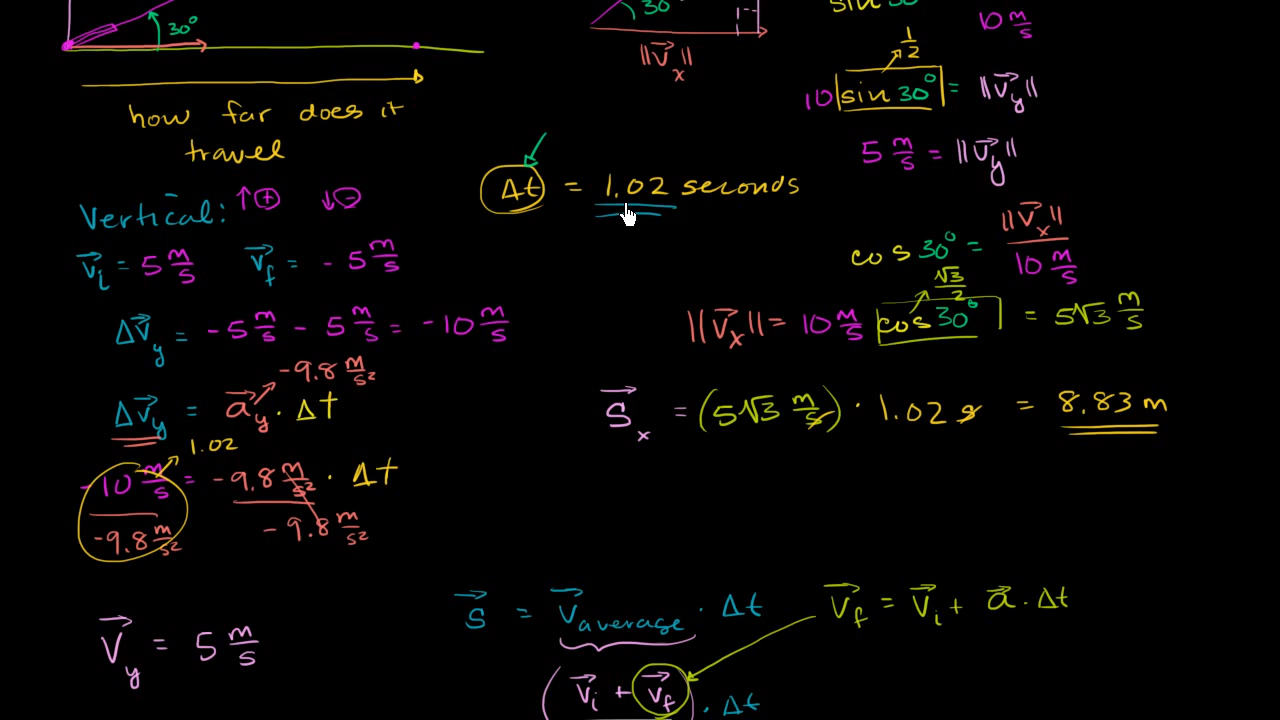 30°
how far does it
travel
||v⃗x||
30°
sin 30°
10 m/s
1/2
10 sin 30° = ||v⃗y||
5 m/s = ||v⃗y||
Δt = 1.02 seconds
Vertical: ↑⊕ ↓⊖
v⃗i = 5 m/s v⃗f = -5 m/s
Δv⃗y = -5 m/s - 5 m/s = -10 m/s
-9.8 m/s²
Δv⃗y = a⃗y · Δt
1.02
-10 m/s = -9.8 m/s² · Δt
-9.8 m/s² -9.8 m/s²
cos 30° = ||v⃗x|| / 10 m/s
√3/2
||v⃗x|| = 10 m/s cos 30° = 5√3 m/s
S⃗x = (5√3 m/s) · 1.02 s = 8.83 m
v⃗y = 5 m/s
s⃗ = v⃗average · Δt
v⃗f = v⃗i + a⃗ · Δt
(v⃗i + v⃗f · Δt